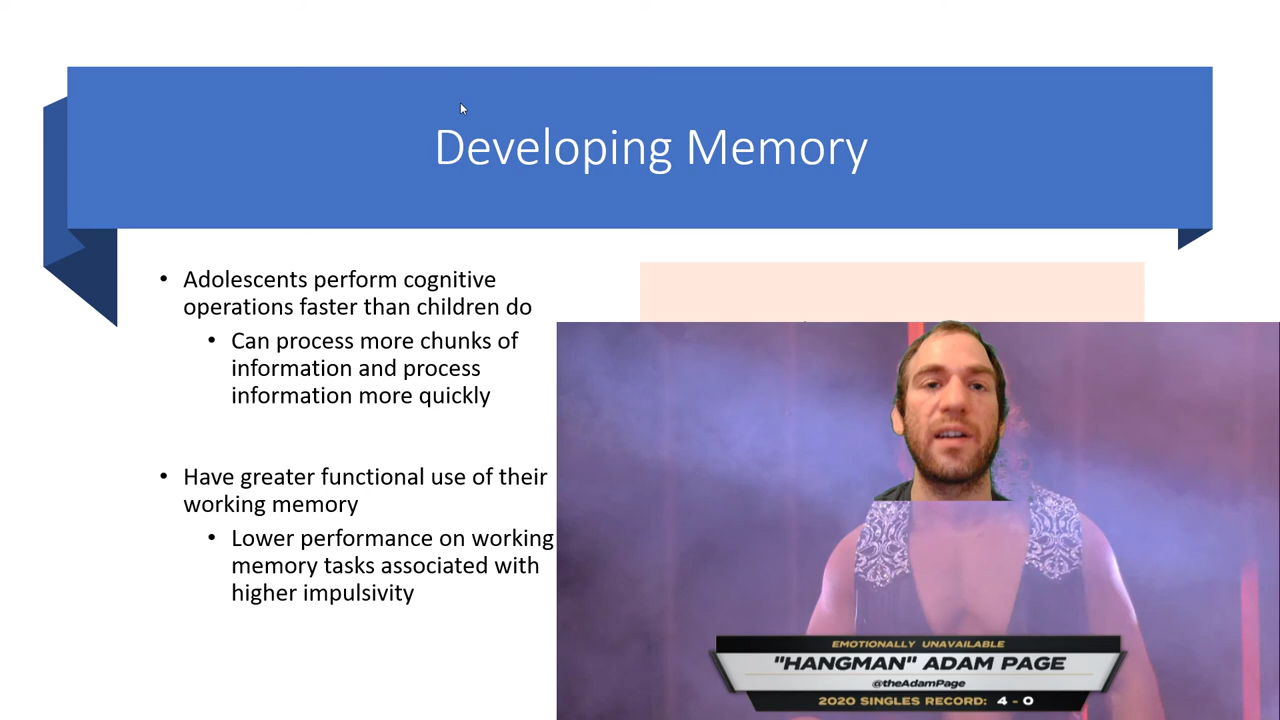 Developing Memory
• Adolescents perform cognitive
operations faster than children do
• Can process more chunks of
information and process
information more quickly
• Have greater functional use of their
working memory
• Lower performance on working
memory tasks associated with
higher impulsivity
EMOTIONALLY UNAVAILABLE
"HANGMAN" ADAM PAGE
@theAdamPage
2020 SINGLES RECORD: 4 - 0